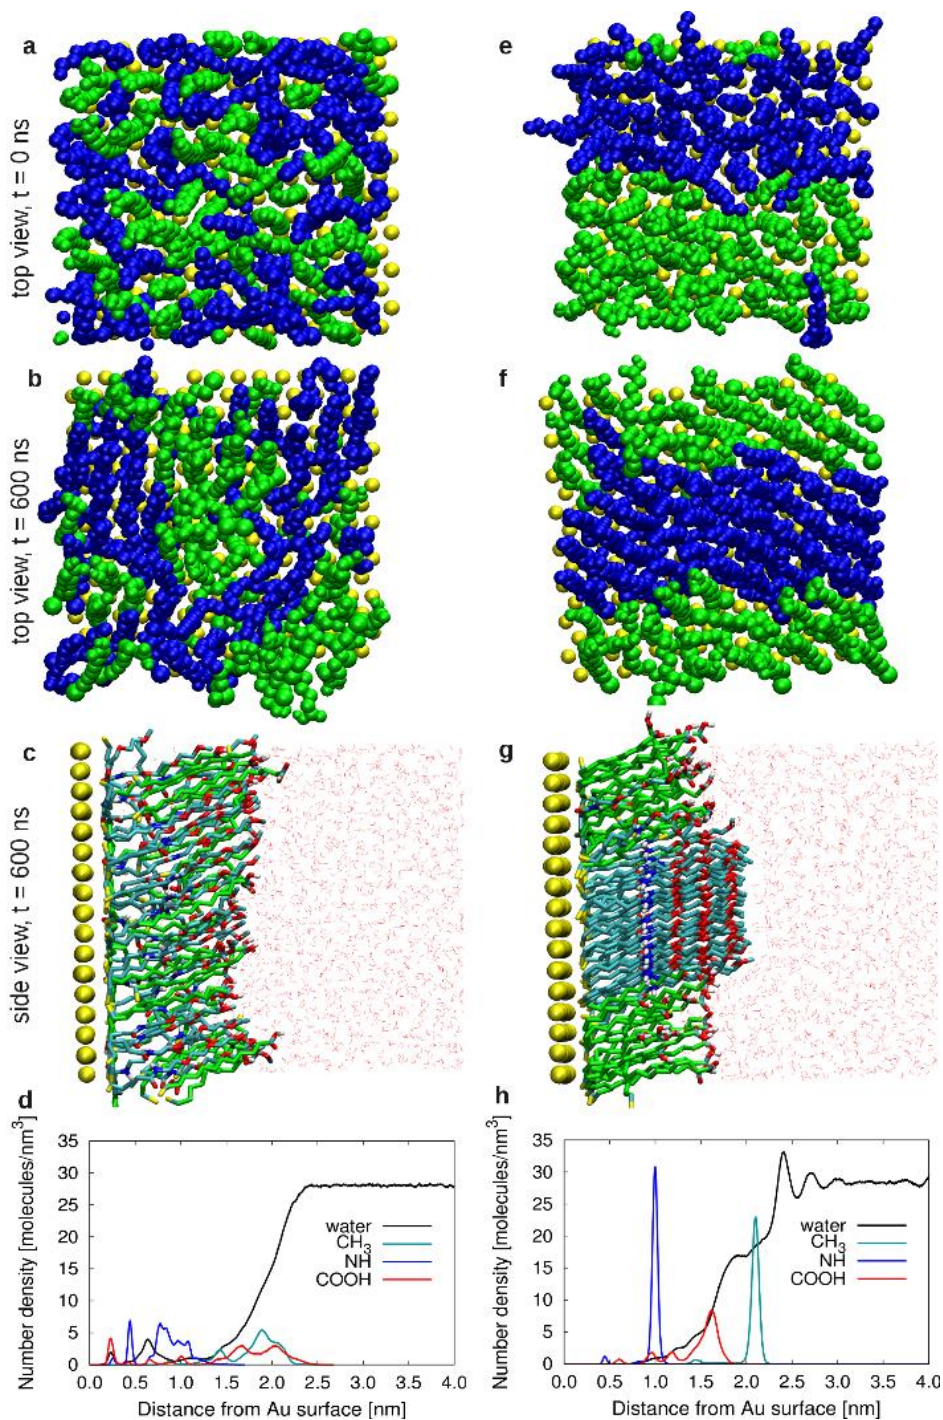 a
e
top view, t = 0 ns
b
f
top view, t = 600 ns
c
g
side view, t = 600 ns
d
Number density [molecules/nm³]
35
30
25
20
15
10
5
0
water
CH₃
NH
COOH
0.0 0.5 1.0 1.5 2.0 2.5 3.0 3.5 4.0
Distance from Au surface [nm]
h
Number density [molecules/nm³]
35
30
25
20
15
10
5
0
water
CH₃
NH
COOH
0.0 0.5 1.0 1.5 2.0 2.5 3.0 3.5 4.0
Distance from Au surface [nm]